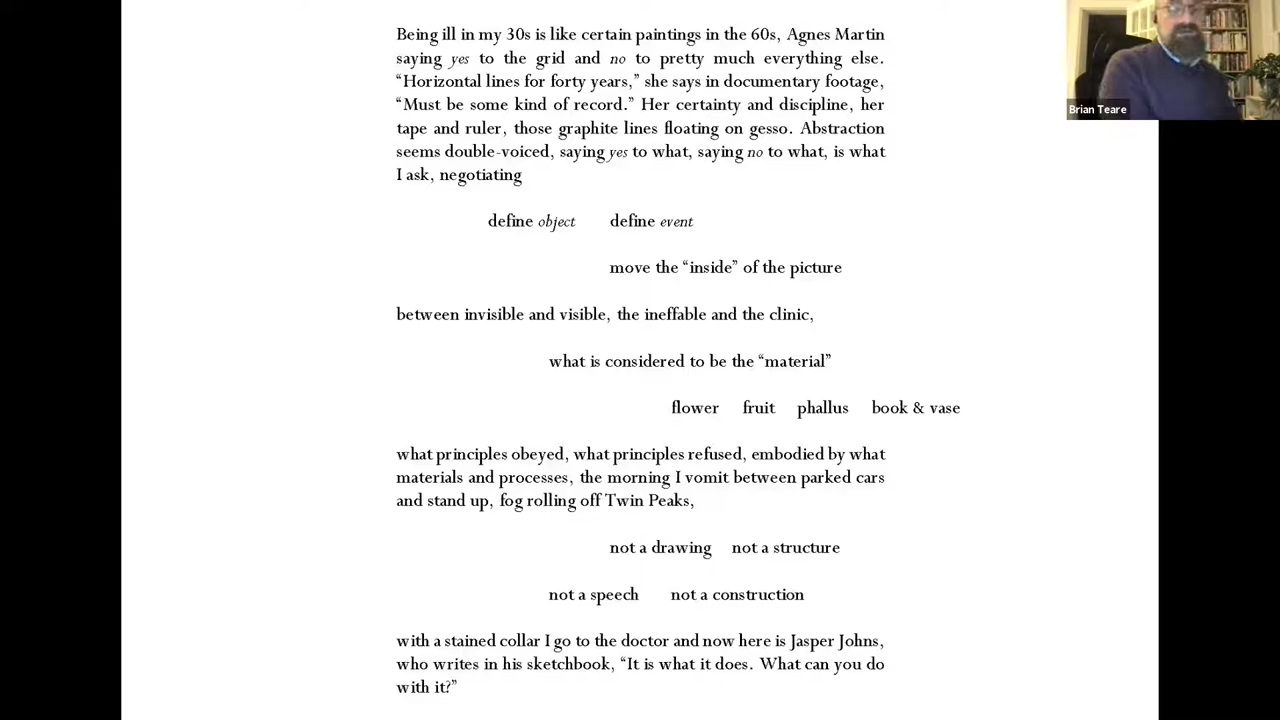 Being ill in my 30s is like certain paintings in the 60s, Agnes Martin
saying yes to the grid and no to pretty much everything else.
“Horizontal lines for forty years,” she says in documentary footage,
“Must be some kind of record.” Her certainty and discipline, her
tape and ruler, those graphite lines floating on gesso. Abstraction
seems double-voiced, saying yes to what, saying no to what, is what
I ask, negotiating
define object define event
move the “inside” of the picture
between invisible and visible, the ineffable and the clinic,
what is considered to be the “material”
flower fruit phallus book & vase
what principles obeyed, what principles refused, embodied by what
materials and processes, the morning I vomit between parked cars
and stand up, fog rolling off Twin Peaks,
not a drawing not a structure
not a speech not a construction
with a stained collar I go to the doctor and now here is Jasper Johns,
who writes in his sketchbook, “It is what it does. What can you do
with it?”
Brian Teare